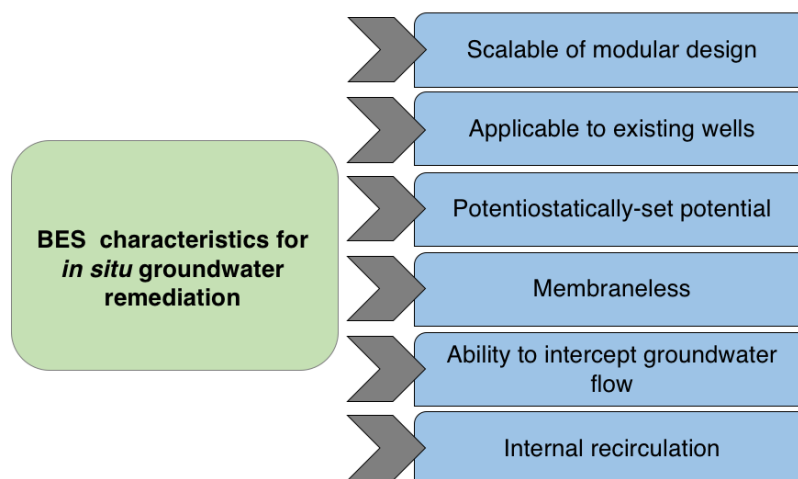 BES characteristics for
in situ groundwater
remediation
Scalable of modular design
Applicable to existing wells
Potentiostatically-set potential
Membraneless
Ability to intercept groundwater
flow
Internal recirculation